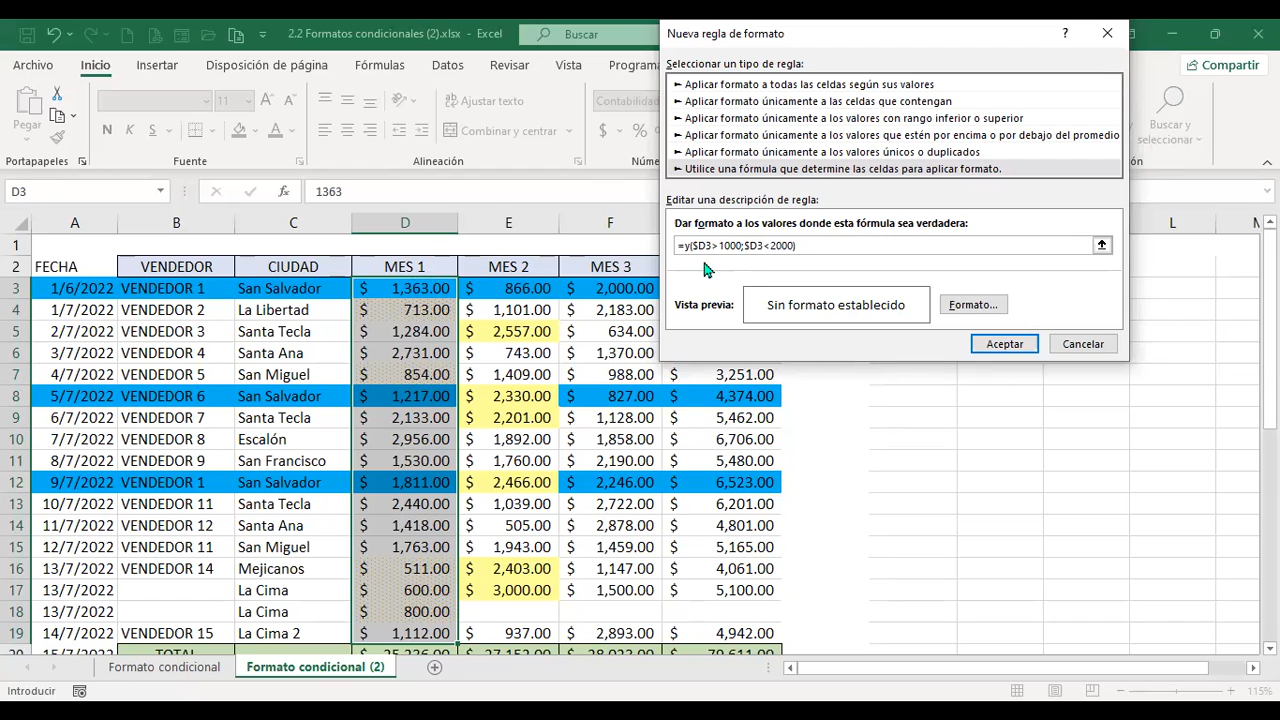 2.2 Formatos condicionales (2).xlsx - Excel
Buscar
Archivo Inicio Insertar Disposición de página Fórmulas Datos Revisar Vista Programa
Compartir
Pegar
Portapapeles
11
N K S
Fuente
Ajustar texto
Combinar y centrar
Alineación
Contabilidad
$ %
Buscar y
seleccionar
Edición
D3
fx
1363
Nueva regla de formato
?
Seleccionar un tipo de regla:
► Aplicar formato a todas las celdas según sus valores
► Aplicar formato únicamente a las celdas que contengan
► Aplicar formato únicamente a los valores con rango inferior o superior
► Aplicar formato únicamente a los valores que estén por encima o por debajo del promedio
► Aplicar formato únicamente a los valores únicos o duplicados
► Utilice una fórmula que determine las celdas para aplicar formato.
Editar una descripción de regla:
Dar formato a los valores donde esta fórmula sea verdadera:
=y($D3>1000;$D3<2000)
Vista previa:
Sin formato establecido
Formato...
Aceptar
Cancelar
A B C D E F K L
1
2 FECHA VENDEDOR CIUDAD MES 1 MES 2 MES 3
3 1/6/2022 VENDEDOR 1 San Salvador $ 1,363.00 $ 866.00 $ 2,000.00
4 1/7/2022 VENDEDOR 2 La Libertad $ 713.00 $ 1,101.00 $ 2,183.00
5 2/7/2022 VENDEDOR 3 Santa Tecla $ 1,284.00 $ 2,557.00 $ 634.00
6 3/7/2022 VENDEDOR 4 Santa Ana $ 2,731.00 $ 743.00 $ 1,370.00
7 4/7/2022 VENDEDOR 5 San Miguel $ 854.00 $ 1,409.00 $ 988.00 $ 3,251.00
8 5/7/2022 VENDEDOR 6 San Salvador $ 1,217.00 $ 2,330.00 $ 827.00 $ 4,374.00
9 6/7/2022 VENDEDOR 7 Santa Tecla $ 2,133.00 $ 2,201.00 $ 1,128.00 $ 5,462.00
10 7/7/2022 VENDEDOR 8 Escalón $ 2,956.00 $ 1,892.00 $ 1,858.00 $ 6,706.00
11 8/7/2022 VENDEDOR 9 San Francisco $ 1,530.00 $ 1,760.00 $ 2,190.00 $ 5,480.00
12 9/7/2022 VENDEDOR 1 San Salvador $ 1,811.00 $ 2,466.00 $ 2,246.00 $ 6,523.00
13 10/7/2022 VENDEDOR 11 Santa Tecla $ 2,440.00 $ 1,039.00 $ 2,722.00 $ 6,201.00
14 11/7/2022 VENDEDOR 12 Santa Ana $ 1,418.00 $ 505.00 $ 2,878.00 $ 4,801.00
15 12/7/2022 VENDEDOR 11 San Miguel $ 1,763.00 $ 1,943.00 $ 1,459.00 $ 5,165.00
16 13/7/2022 VENDEDOR 14 Mejicanos $ 511.00 $ 2,403.00 $ 1,147.00 $ 4,061.00
17 13/7/2022 La Cima $ 600.00 $ 3,000.00 $ 1,500.00 $ 5,100.00
18 13/7/2022 La Cima $ 800.00
19 14/7/2022 VENDEDOR 15 La Cima 2 $ 1,112.00 $ 937.00 $ 2,893.00 $ 4,942.00
Formato condicional Formato condicional (2)
Introducir
115%